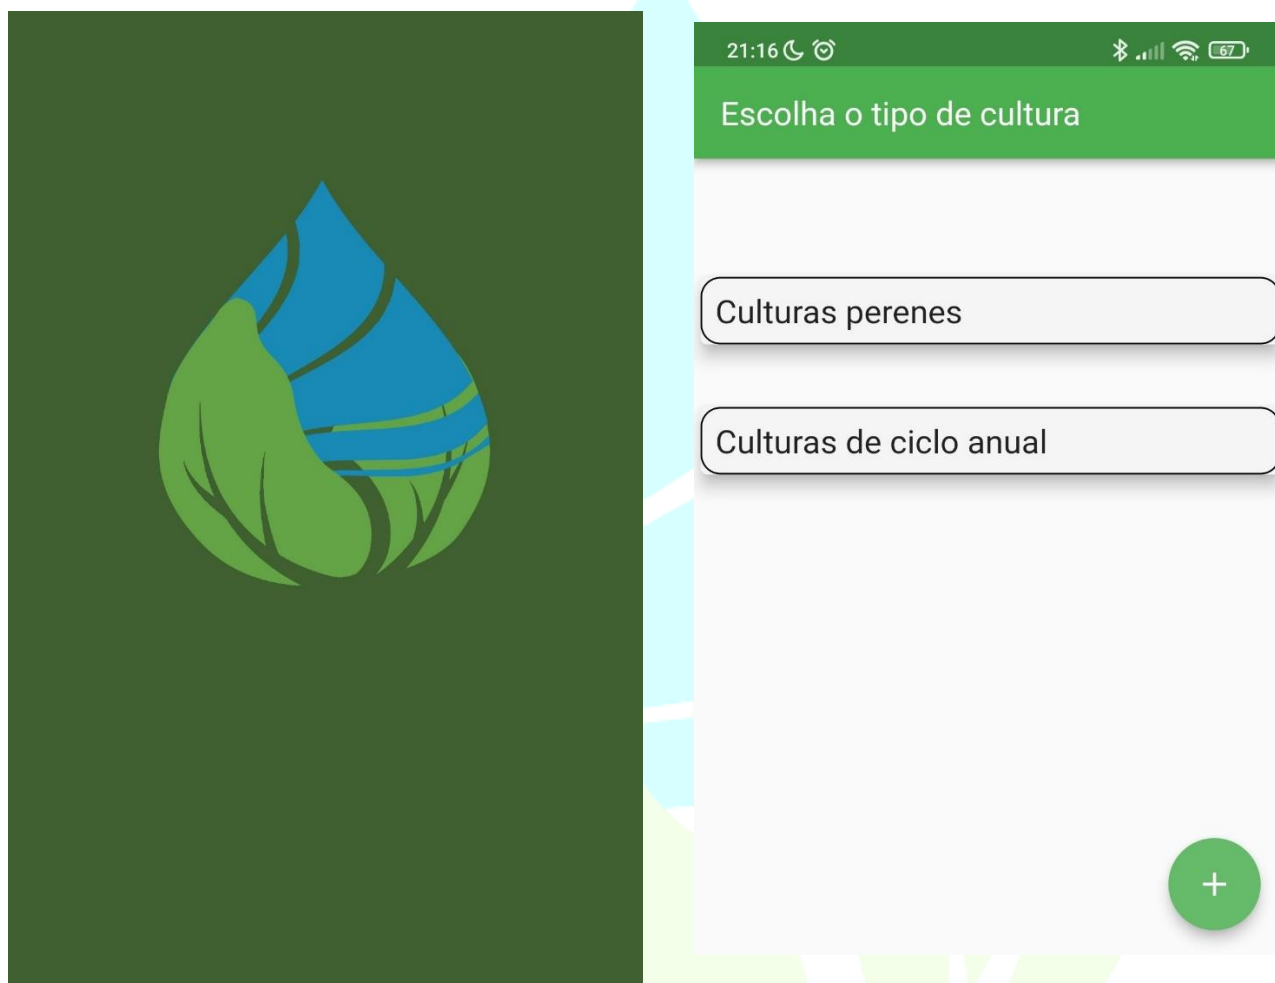 21:16
67
Escolha o tipo de cultura
Culturas perenes
Culturas de ciclo anual
+